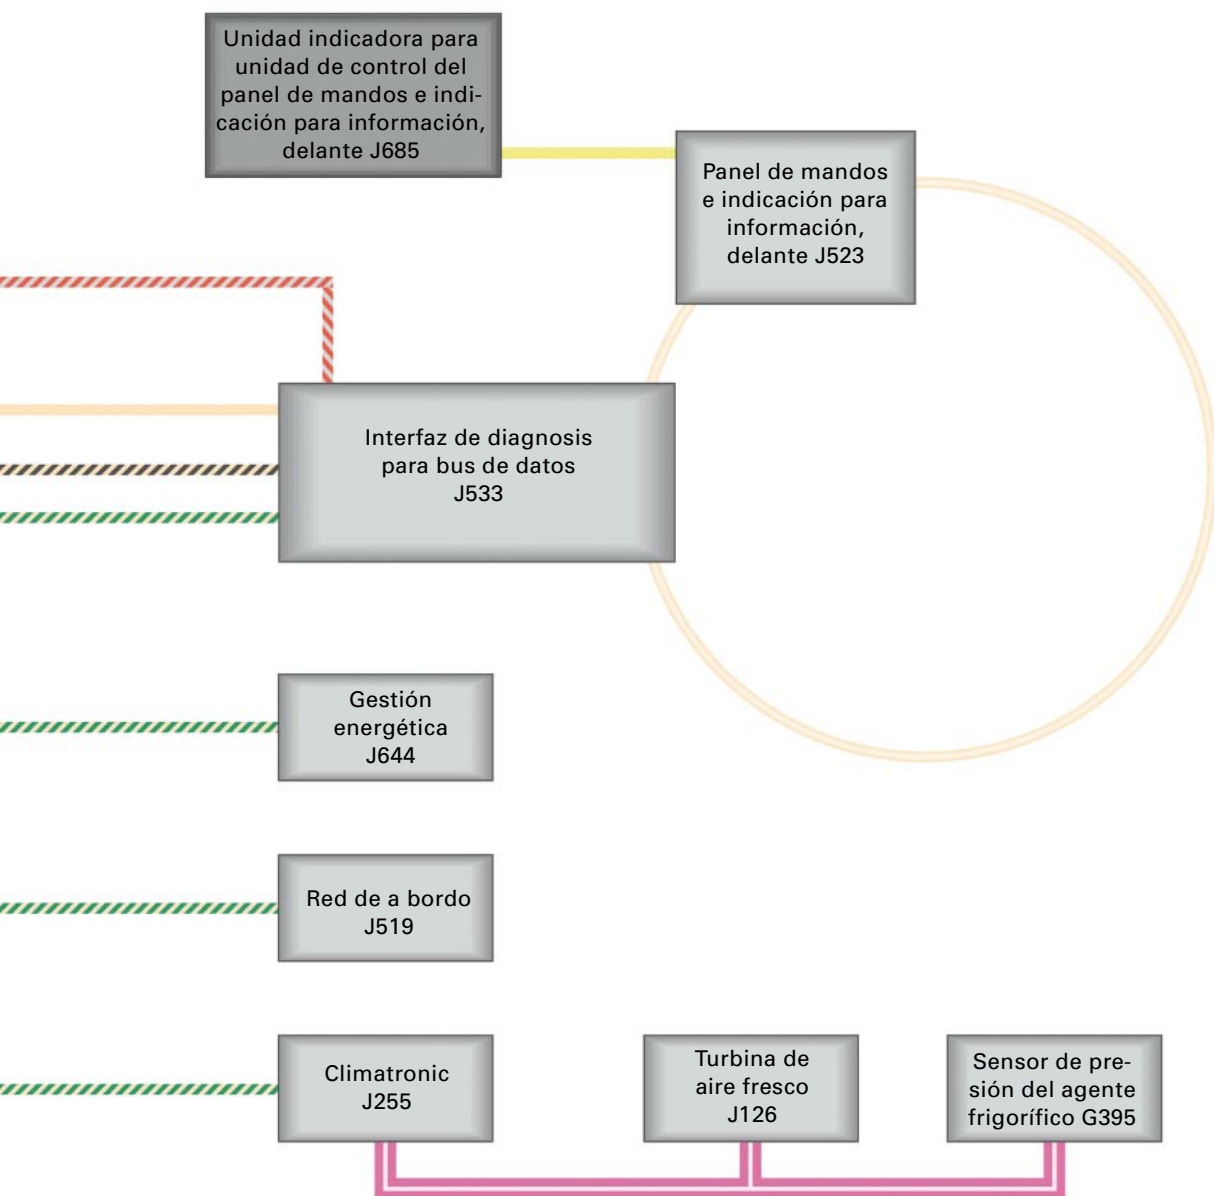 Unidad indicadora para
unidad de control del
panel de mandos e indi-
cación para información,
delante J685
Panel de mandos
e indicación para
información,
delante J523
Interfaz de diagnosis
para bus de datos
J533
Gestión
energética
J644
Red de a bordo
J519
Climatronic
J255
Turbina de
aire fresco
J126
Sensor de pre-
sión del agente
frigorífico G395